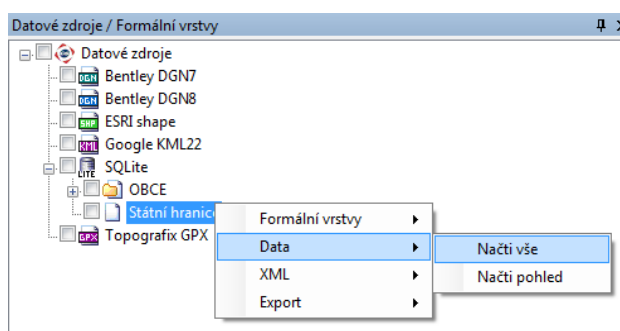 Datové zdroje / Formální vrstvy
Datové zdroje
DGN Bentley DGN7
DGN Bentley DGN8
SHP ESRI shape
KML Google KML22
LITE SQLite
OBCE
Státní hranice
GPX Topografix GPX
Formální vrstvy
Data
XML
Export
Načti vše
Načti pohled